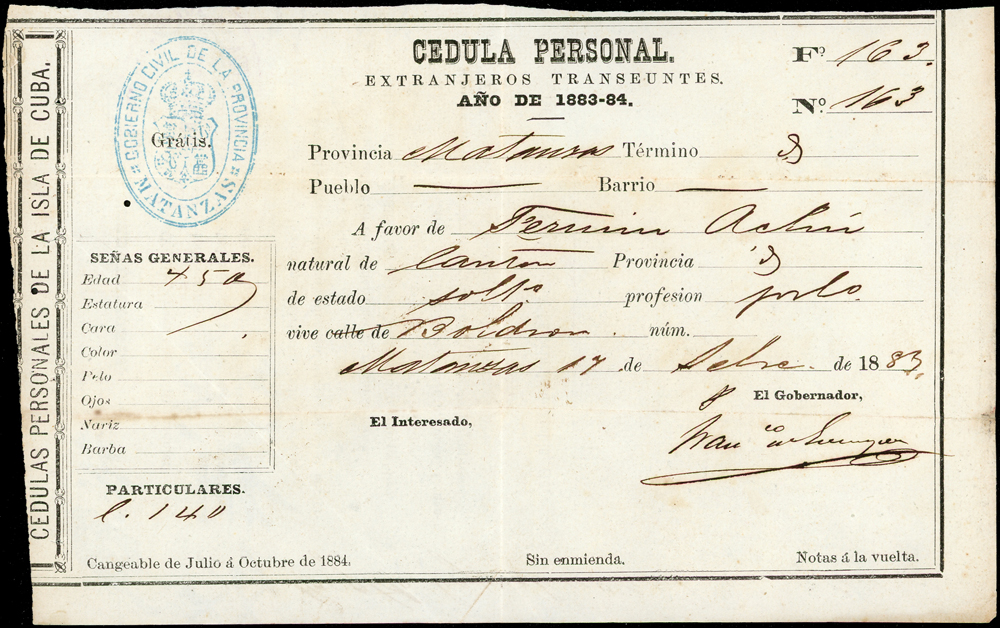 CEDULAS PERSONALES DE LA ISLA DE CUBA.
GOBIERNO CIVIL DE LA PROVINCIA
MATANZAS
Grátis.
CEDULA PERSONAL.
EXTRANJEROS TRANSEUNTES.
AÑO DE 1883-84.
F.o 163.
N.o 163
Provincia Matanzas Término
Pueblo — Barrio —
A favor de Fermin Achin
natural de Canton Provincia
de estado solto profesion
vive calle de Boldron. núm.
Matanzas 17 de Sebre. de 1883.
El Gobernador,
El Interesado,
SEÑAS GENERALES.
Edad 45 a
Estatura
Cara
Color
Pelo
Ojos
Nariz
Barba
PARTICULARES.
C. 140
Cangeable de Julio á Octubre de 1884.
Sin enmienda.
Notas á la vuelta.